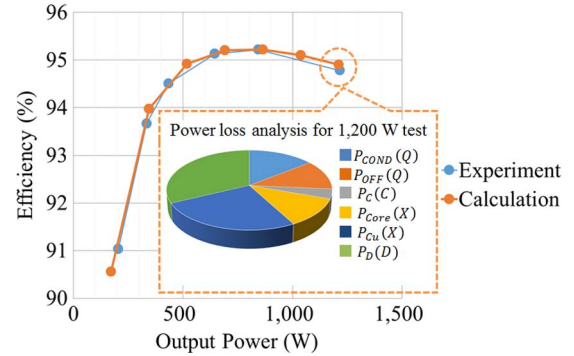 96
95
94
93
92
91
90
Efficiency (%)
Power loss analysis for 1,200 W test
P_COND(Q)
P_OFF(Q)
P_C(C)
P_Core(X)
P_Cu(X)
P_D(D)
Experiment
Calculation
0
500
1,000
1,500
Output Power (W)